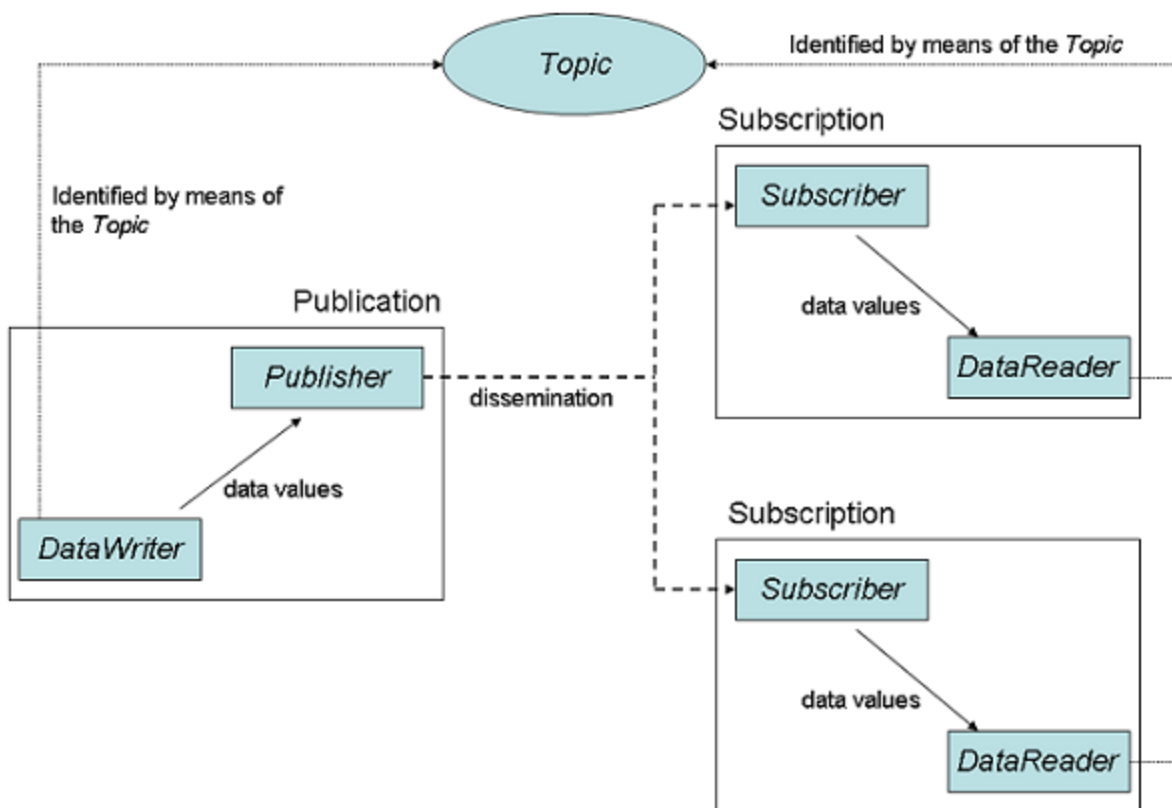 Topic
Identified by means of the Topic
Subscription
Subscriber
data values
DataReader
Identified by means of
the Topic
Publication
Publisher
data values
DataWriter
dissemination
Subscription
Subscriber
data values
DataReader